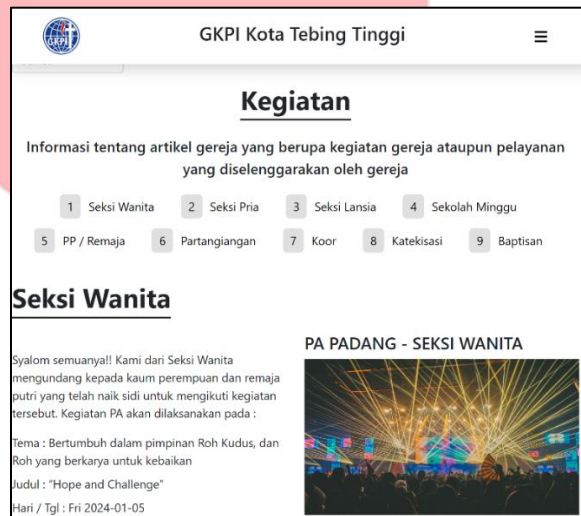 GKPI
GKPI Kota Tebing Tinggi
Kegiatan
Informasi tentang artikel gereja yang berupa kegiatan gereja ataupun pelayanan
yang diselenggarakan oleh gereja
1 Seksi Wanita 2 Seksi Pria 3 Seksi Lansia 4 Sekolah Minggu
5 PP / Remaja 6 Partangiangan 7 Koor 8 Katekisasi 9 Baptisan
Seksi Wanita
Syalom semuanya!! Kami dari Seksi Wanita
mengundang kepada kaum perempuan dan remaja
putri yang telah naik sidi untuk mengikuti kegiatan
tersebut. Kegiatan PA akan dilaksanakan pada :
Tema : Bertumbuh dalam pimpinan Roh Kudus, dan
Roh yang berkarya untuk kebaikan
Judul : "Hope and Challenge"
Hari / Tgl : Fri 2024-01-05
PA PADANG - SEKSI WANITA